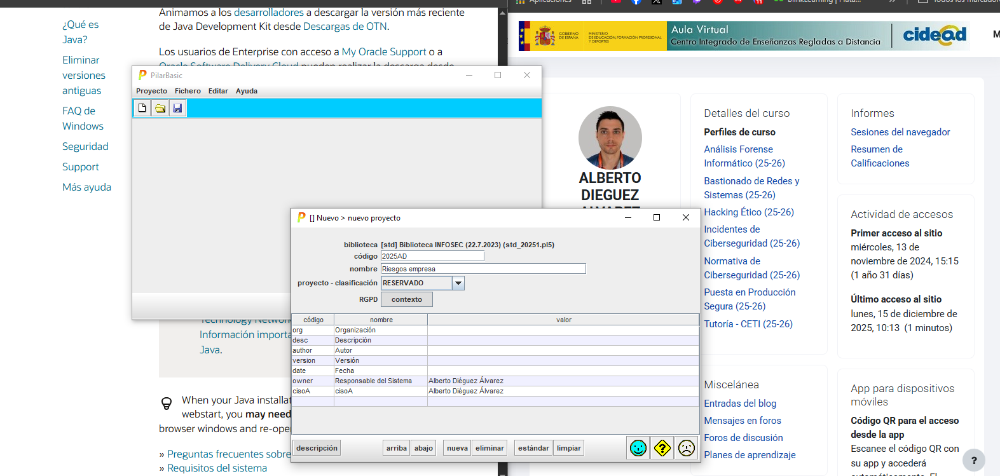 ¿Qué es
Java?
Eliminar
versiones
antiguas
FAQ de
Windows
Seguridad
Support
Más ayuda
Animamos a los desarrolladores a descargar la versión más reciente
de Java Development Kit desde Descargas de OTN.
Los usuarios de Enterprise con acceso a My Oracle Support o a
Oracle Software Delivery Cloud pueden realizar la descarga desde
PilarBasic
Proyecto Fichero Editar Ayuda
Technology Network
Información importa
Java.
When your Java installat
webstart, you may need
browser windows and re-ope
» Preguntas frecuentes sobre
» Requisitos del sistema
[] Nuevo > nuevo proyecto
biblioteca [std] Biblioteca INFOSEC (22.7.2023) (std_20251.pl5)
código 2025AD
nombre Riesgos empresa
proyecto - clasificación RESERVADO
RGPD contexto
código nombre valor
org Organización
desc Descripción
author Autor
version Versión
date Fecha
owner Responsable del Sistema Alberto Diéguez Álvarez
cisoA cisoA Alberto Diéguez Álvarez
descripción arriba abajo nueva eliminar estándar limpiar
Aplicaciones
BlinkLearning | Plata...
» Todos los marcadores
GOBIERNO
DE ESPAÑA
MINISTERIO
DE EDUCACIÓN, FORMACIÓN PROFESIONAL
Y DEPORTES
Aula Virtual
Centro Integrado de Enseñanzas Regladas a Distancia
cidead
M
ALBERTO
DIEGUEZ
ALVAREZ
Detalles del curso
Perfiles de curso
Análisis Forense
Informático (25-26)
Bastionado de Redes y
Sistemas (25-26)
Hacking Ético (25-26)
Incidentes de
Ciberseguridad (25-26)
Normativa de
Ciberseguridad (25-26)
Puesta en Producción
Segura (25-26)
Tutoría - CETI (25-26)
Miscelánea
Entradas del blog
Mensajes en foros
Foros de discusión
Planes de aprendizaje
Informes
Sesiones del navegador
Resumen de
Calificaciones
Actividad de accesos
Primer acceso al sitio
miércoles, 13 de
noviembre de 2024, 15:15
(1 año 31 días)
Último acceso al sitio
lunes, 15 de diciembre de
2025, 10:13 (1 minutos)
App para dispositivos
móviles
Código QR para el acceso
desde la app
Escanee el código QR con
su app y accederá
automáticamente. El
?